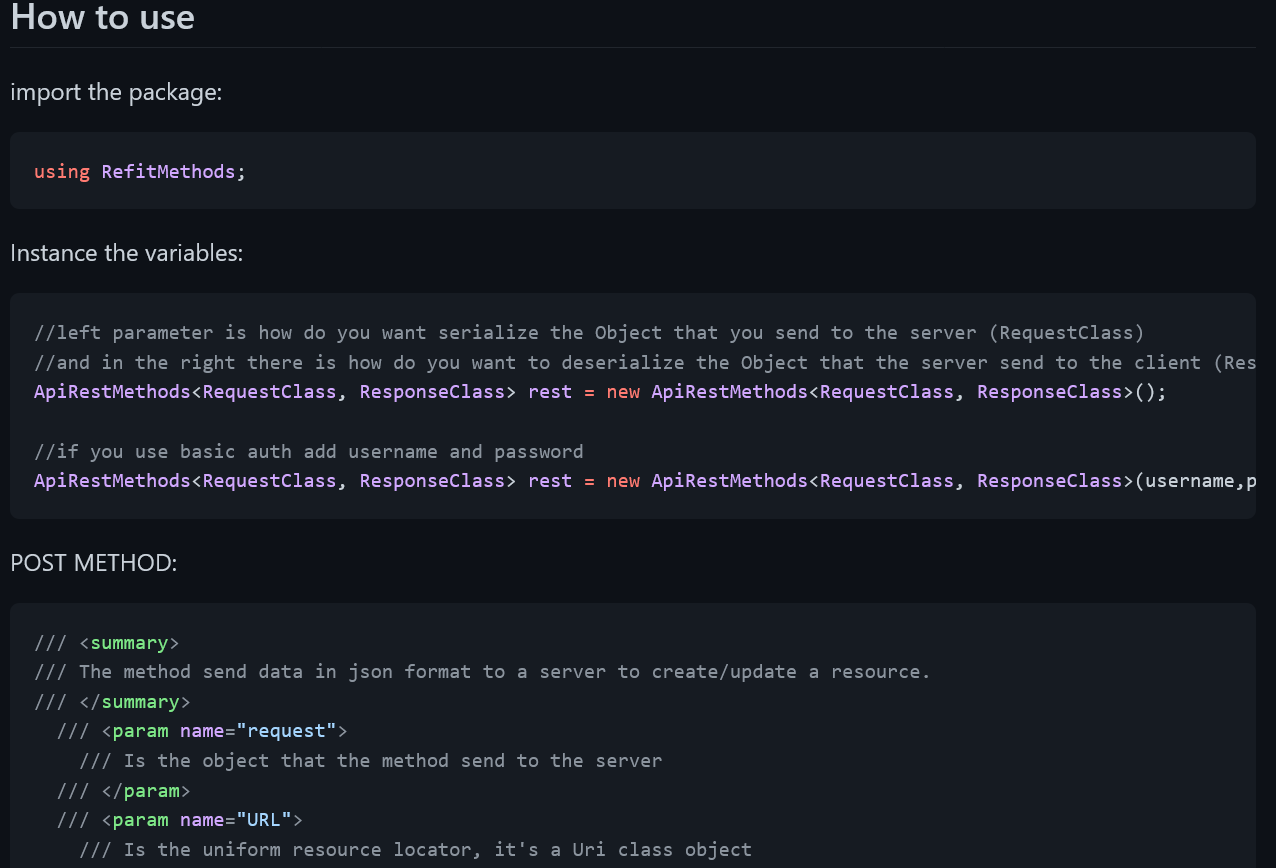 How to use
import the package:
using RefitMethods;
Instance the variables:
//left parameter is how do you want serialize the Object that you send to the server (RequestClass)
//and in the right there is how do you want to deserialize the Object that the server send to the client (Res
ApiRestMethods<RequestClass, ResponseClass> rest = new ApiRestMethods<RequestClass, ResponseClass>();
//if you use basic auth add username and password
ApiRestMethods<RequestClass, ResponseClass> rest = new ApiRestMethods<RequestClass, ResponseClass>(username,p
POST METHOD:
/// <summary>
/// The method send data in json format to a server to create/update a resource.
/// </summary>
/// <param name="request">
/// Is the object that the method send to the server
/// </param>
/// <param name="URL">
/// Is the uniform resource locator, it's a Uri class object